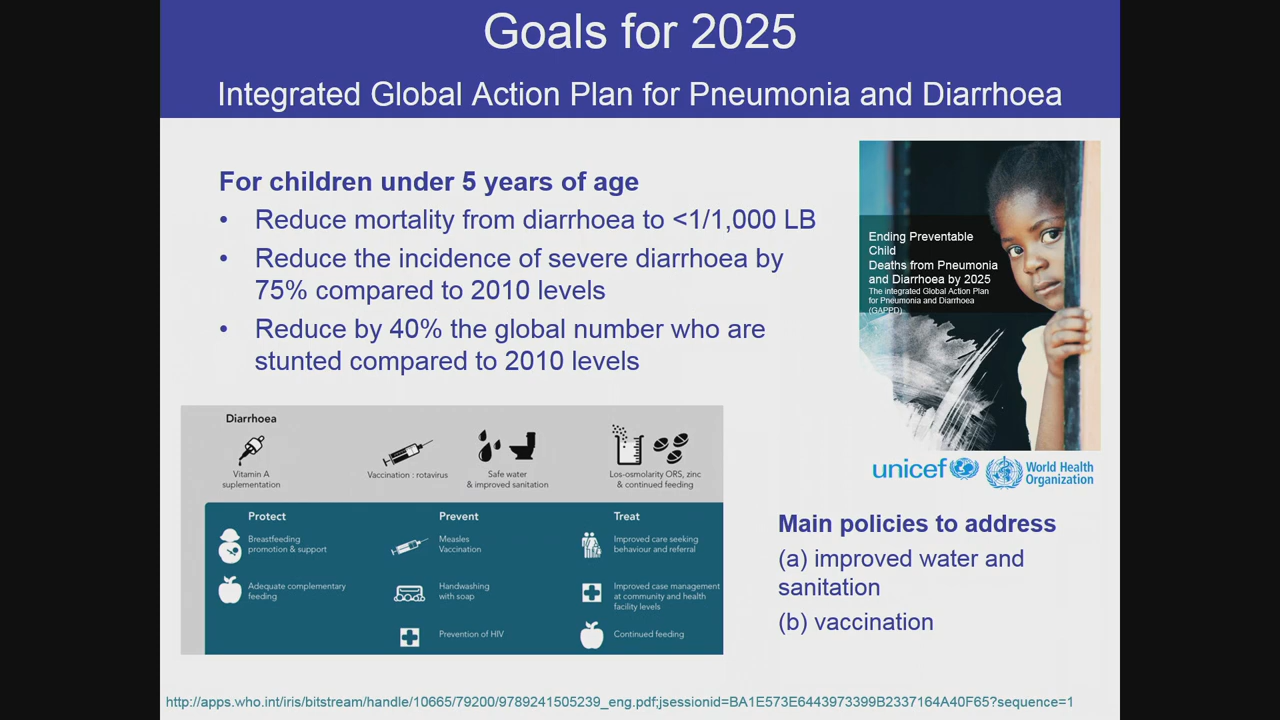 Goals for 2025
Integrated Global Action Plan for Pneumonia and Diarrhoea
For children under 5 years of age
• Reduce mortality from diarrhoea to <1/1,000 LB
• Reduce the incidence of severe diarrhoea by
75% compared to 2010 levels
• Reduce by 40% the global number who are
stunted compared to 2010 levels
Ending Preventable
Child
Deaths from Pneumonia
and Diarrhoea by 2025
The integrated Global Action Plan
for Pneumonia and Diarrhoea
(GAPPD)
unicef
World Health
Organization
Diarrhoea
Vitamin A
suplementation
Vaccination : rotavirus
Safe water
& improved sanitation
Los-osmolarity ORS, zinc
& continued feeding
Protect
Breastfeeding
promotion & support
Adequate complementary
feeding
Prevent
Measles
Vaccination
Handwashing
with soap
Prevention of HIV
Treat
Improved care seeking
behaviour and referral
Improved case management
at community and health
facility levels
Continued feeding
Main policies to address
(a) improved water and
sanitation
(b) vaccination
http://apps.who.int/iris/bitstream/handle/10665/79200/9789241505239_eng.pdf;jsessionid=BA1E573E6443973399B2337164A40F65?sequence=1